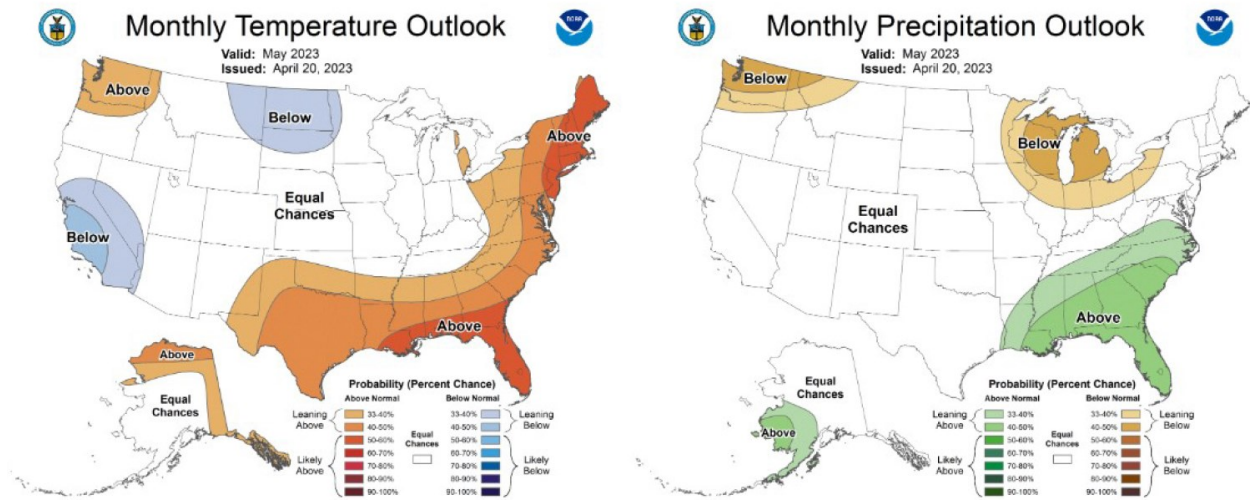 Monthly Temperature Outlook
Valid: May 2023
Issued: April 20, 2023
Above
Below
Above
Equal
Chances
Below
Above
Above
Equal
Chances
Probability (Percent Chance)
Above Normal
Below Normal
Leaning
Above
Likely
Above
33-40%
40-50%
50-60%
60-70%
70-80%
80-90%
90-100%
Equal
Chances
33-40%
40-50%
50-60%
60-70%
70-80%
80-90%
90-100%
Leaning
Below
Likely
Below
NOAA
Monthly Precipitation Outlook
Valid: May 2023
Issued: April 20, 2023
Below
Below
Equal
Chances
Above
Equal
Chances
Above
Probability (Percent Chance)
Above Normal
Below Normal
Leaning
Above
Likely
Above
33-40%
40-50%
50-60%
60-70%
70-80%
80-90%
90-100%
Equal
Chances
33-40%
40-50%
50-60%
60-70%
70-80%
80-90%
90-100%
Leaning
Below
Likely
Below
NOAA